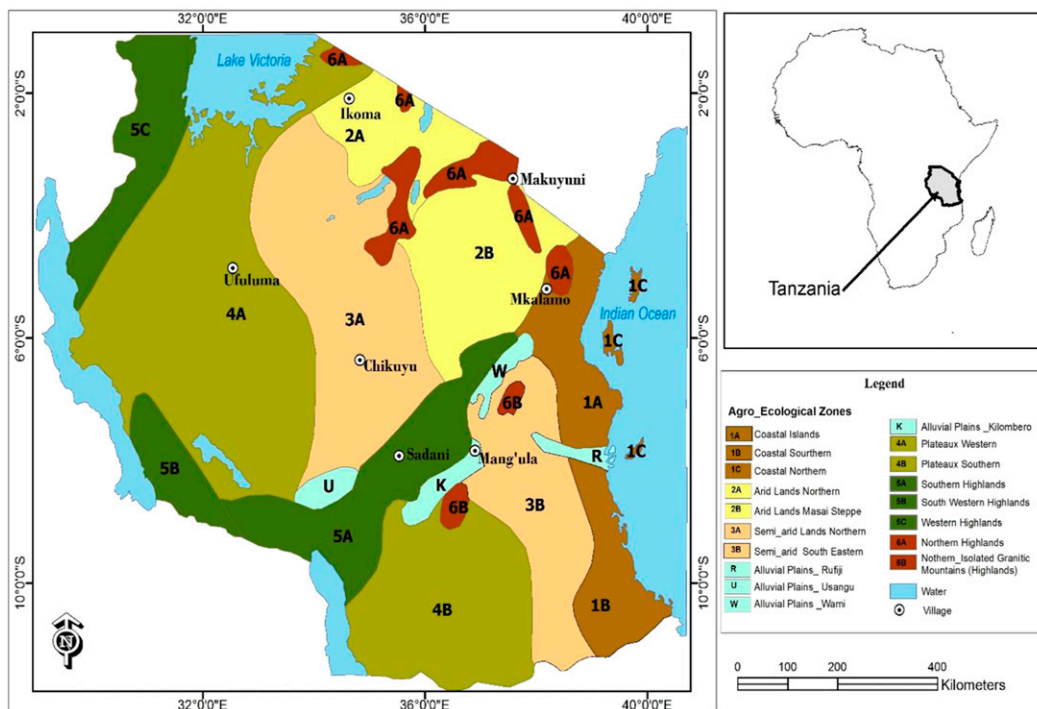 32°0'0"E
36°0'0"E
40°0'0"E
Lake Victoria
6A
6A
5C
Ikoma
2A
6A
Makuyuni
6A
6A
2B
6A
Ufuluma
Mkalamo
1C
4A
3A
Indian Ocean
1C
Chikuyu
W
6B
1A
5B
Sadani
Mang'ula
R
1C
U
K
6B
3B
5A
4B
1B
N
2°0'0"S
6°0'0"S
10°0'0"S
2°0'0"S
6°0'0"S
10°0'0"S
32°0'0"E
36°0'0"E
40°0'0"E
Tanzania
Legend
Agro_Ecological Zones
1A Coastal Islands
1B Coastal Sourthern
1C Coastal Northern
2A Arid Lands Northern
2B Arid Lands Masai Steppe
3A Semi_arid Lands Northern
3B Semi_arid South Eastern
R Alluvial Plains_ Rufiji
U Alluvial Plains_ Usangu
W Alluvial Plains_Wami
K Alluvial Plains _Kilombero
4A Plateaux Western
4B Plateaux Southern
5A Southern Highlands
5B South Western Highlands
5C Western Highlands
6A Northern Highlands
6B Nothern_Isolated Granitic
Mountains (Highlands)
Water
Village
0 100 200 400
Kilometers